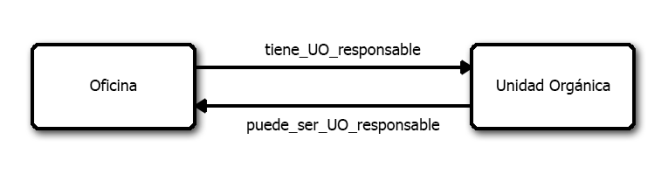 tiene_UO_responsable
Oficina
Unidad Orgánica
puede_ser_UO_responsable